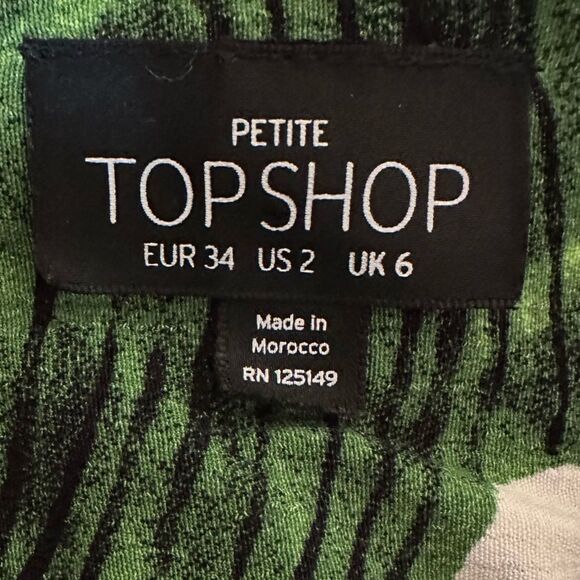 PETITE
TOPSHOP
EUR 34 US 2 UK 6
Made in
Morocco
RN 125149